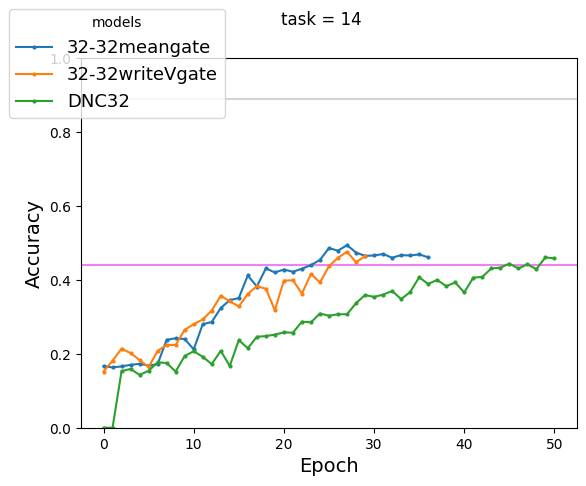 task = 14
models
32-32meangate
32-32writeVgate
DNC32
1.0
0.8
0.6
0.4
0.2
0.0
Accuracy
0 10 20 30 40 50
Epoch